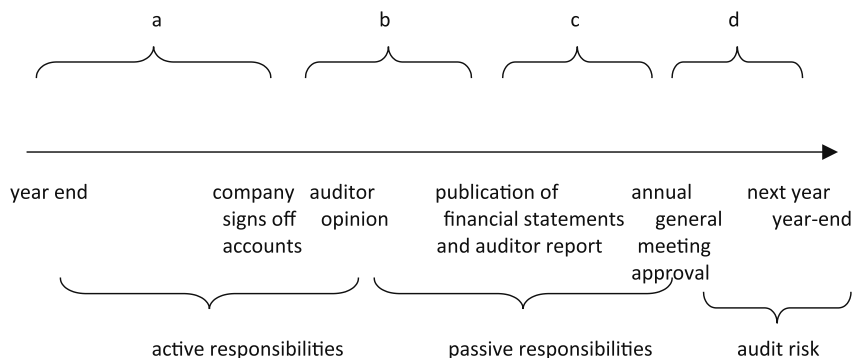 a b c d
year end company auditor publication of annual next year
signs off opinion financial statements general year-end
accounts and auditor report meeting
approval
active responsibilities passive responsibilities audit risk